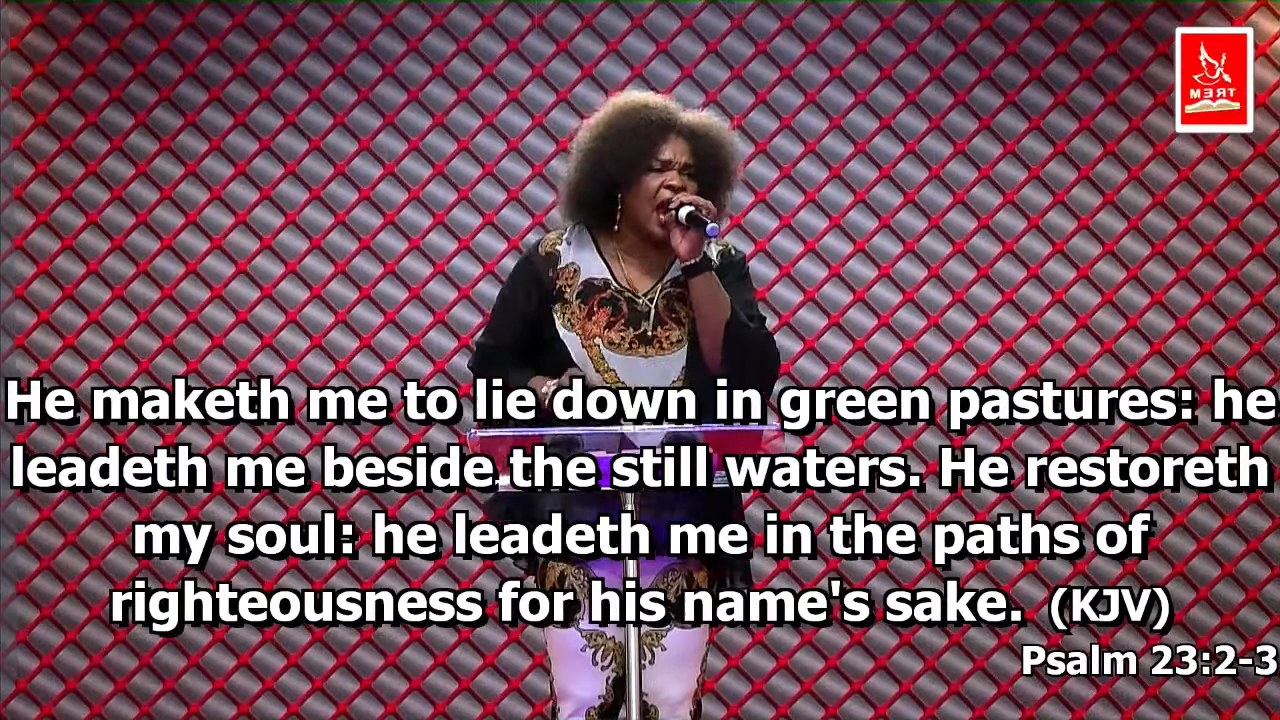 TREM
He maketh me to lie down in green pastures: he
leadeth me beside the still waters. He restoreth
my soul: he leadeth me in the paths of
righteousness for his name's sake. (KJV)
Psalm 23:2-3